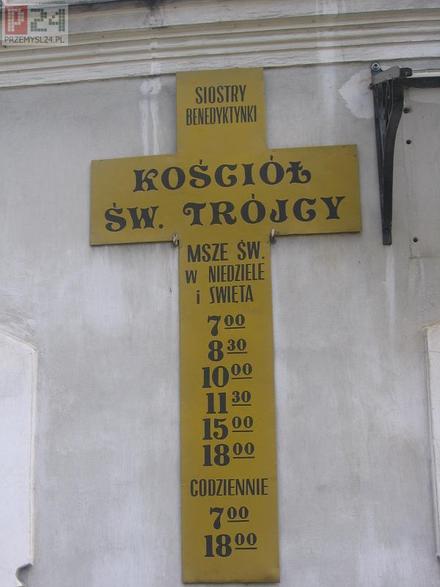 P24
PRZEMYSL24.PL
SIOSTRY
BENEDYKTYNKI
KOŚCIÓŁ
ŚW. TRÓJCY
MSZE ŚW.
W NIEDZIELE
i ŚWIĘTA
7⁰⁰
8³⁰
10⁰⁰
11³⁰
15⁰⁰
18⁰⁰
CODZIENNIE
7⁰⁰
18⁰⁰